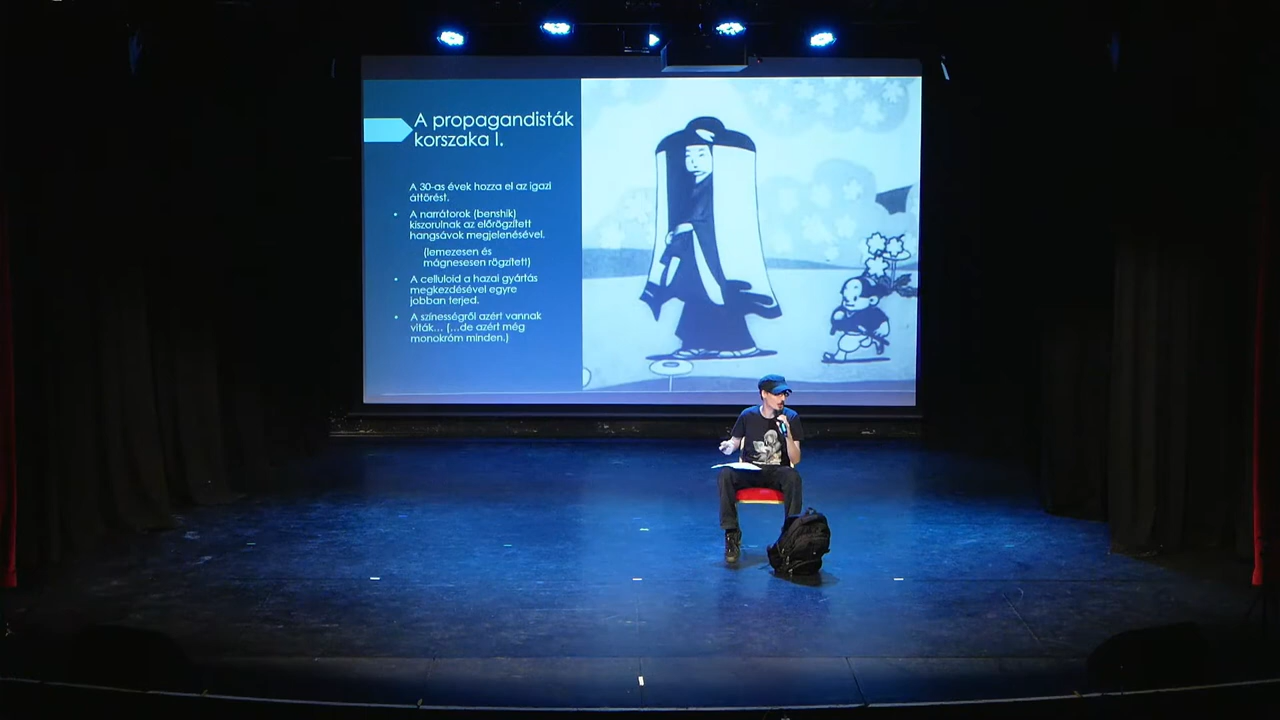 A propagandisták
korszaka I.
A 30-as évek hozza el az igazi
áttörést.
• A narrátorok (benshik)
kiszorulnak az előrögzített
hangsávok megjelenésével.
(lemezesen és
mágnesesen rögzített)
• A celluloid a hazai gyártás
megkezdésével egyre
jobban terjed.
• A színességről azért vannak
viták... (...de azért még
monokróm minden.)